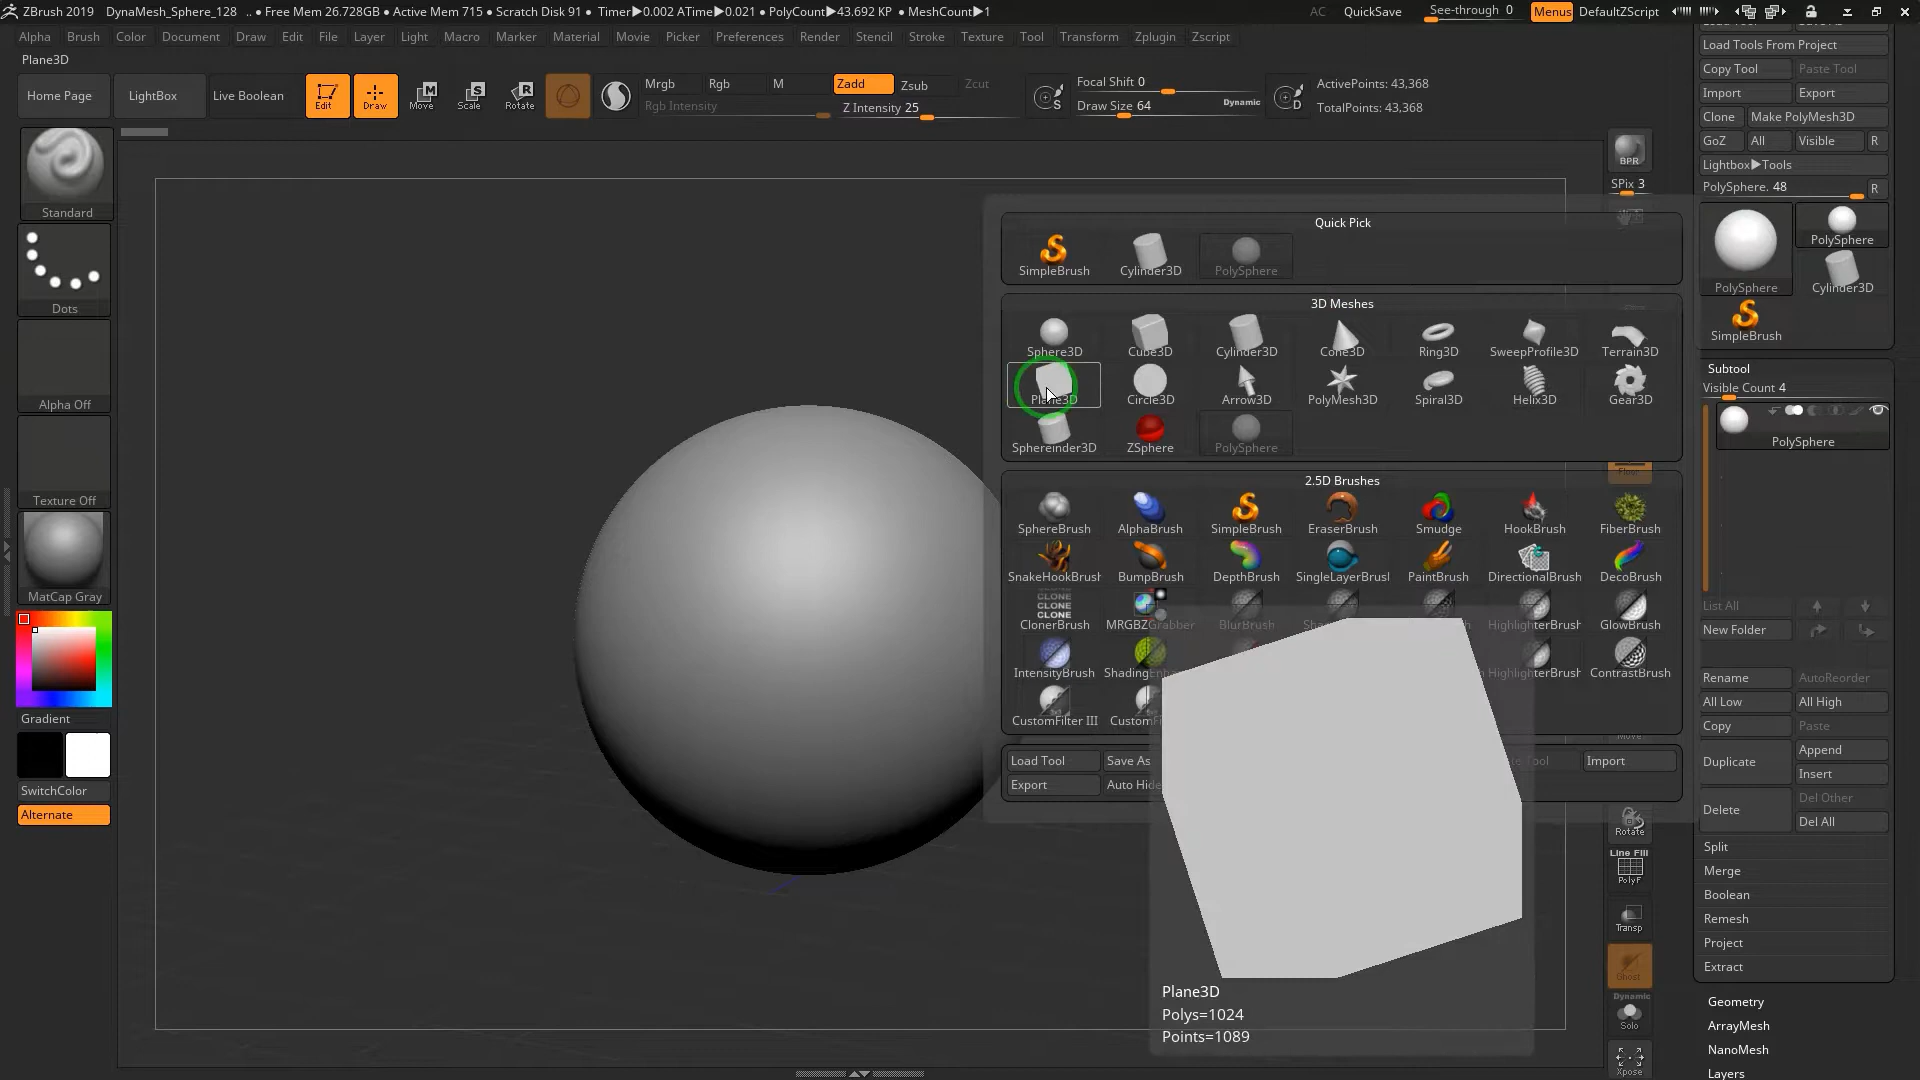 ZBrush 2019 DynaMesh_Sphere_128 .. • Free Mem 26.728GB • Active Mem 715 • Scratch Disk 91 • Timer▶0.002 ATime▶0.021 • PolyCount▶43.692 KP • MeshCount▶1 AC QuickSave See-through 0 Menus DefaultZScript
Alpha Brush Color Document Draw Edit File Layer Light Macro Marker Material Movie Picker Preferences Render Stencil Stroke Texture Tool Transform Zplugin Zscript
Plane3D
Home Page LightBox Live Boolean Edit Draw Move Scale Rotate
Mrgb Rgb M Zadd Zsub Zcut
Rgb Intensity Z Intensity 25
Focal Shift 0
Draw Size 64 Dynamic
ActivePoints: 43,368
TotalPoints: 43,368
Standard
Dots
Alpha Off
Texture Off
MatCap Gray
Gradient
SwitchColor
Alternate
Quick Pick
SimpleBrush Cylinder3D PolySphere
3D Meshes
Sphere3D Cube3D Cylinder3D Cone3D Ring3D SweepProfile3D Terrain3D
Plane3D Circle3D Arrow3D PolyMesh3D Spiral3D Helix3D Gear3D
Sphereinder3D ZSphere PolySphere
2.5D Brushes
SphereBrush AlphaBrush SimpleBrush EraserBrush Smudge HookBrush FiberBrush
SnakeHookBrush BumpBrush DepthBrush SingleLayerBrush PaintBrush DirectionalBrush DecoBrush
CLONE
CLONE
CLONE
ClonerBrush MRGBZGrabber BlurBrush HighlighterBrush GlowBrush
IntensityBrush HighlighterBrush ContrastBrush
CustomFilter III
Load Tool Save As Import
Export Auto Hide
Plane3D
Polys=1024
Points=1089
BPR
SPix 3
Floor
Move
Rotate
Line Fill
PolyF
Transp
Ghost
Dynamic
Solo
Xpose
Load Tools From Project
Copy Tool Paste Tool
Import Export
Clone Make PolyMesh3D
GoZ All Visible R
Lightbox▶Tools
PolySphere. 48 R
PolySphere
PolySphere Cylinder3D
SimpleBrush
Subtool
Visible Count 4
PolySphere
List All
New Folder
Rename AutoReorder
All Low All High
Copy Paste
Duplicate Append
Insert
Delete Del Other
Del All
Split
Merge
Boolean
Remesh
Project
Extract
Geometry
ArrayMesh
NanoMesh
Layers